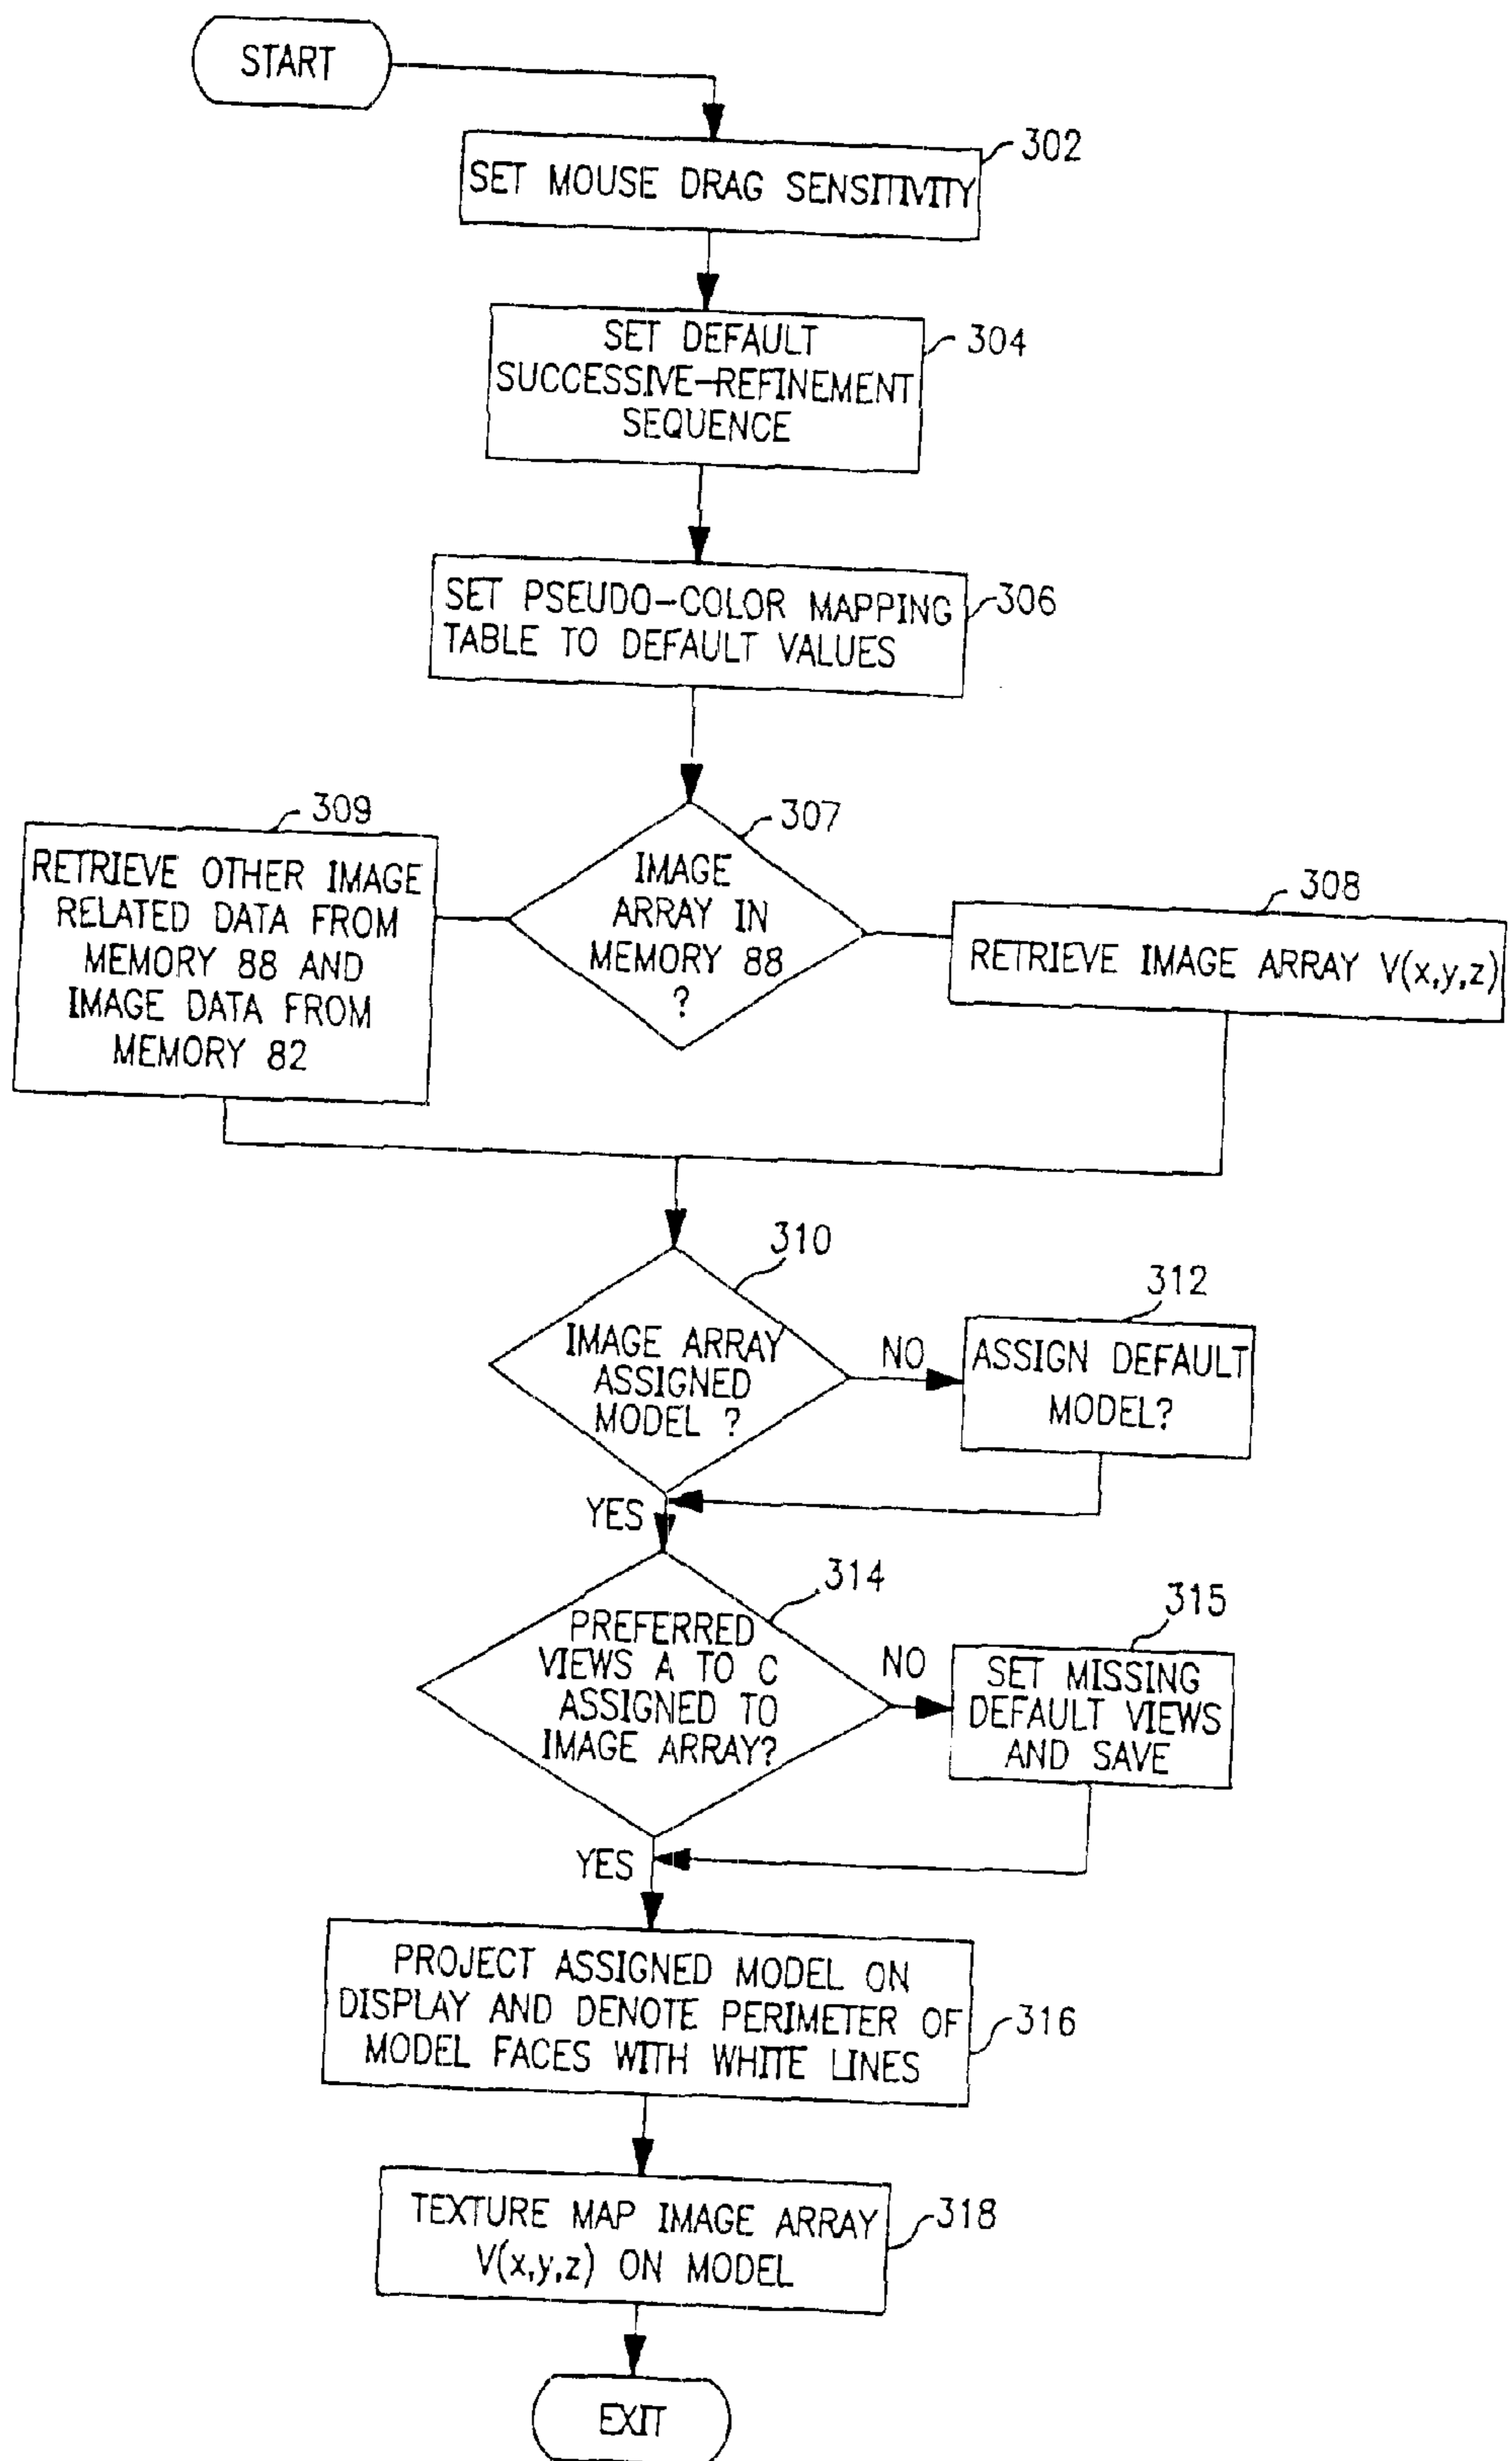 START
302
SET MOUSE DRAG SENSITIVITY
304
SET DEFAULT
SUCCESSIVE-REFINEMENT
SEQUENCE
306
SET PSEUDO-COLOR MAPPING
TABLE TO DEFAULT VALUES
309
RETRIEVE OTHER IMAGE
RELATED DATA FROM
MEMORY 88 AND
IMAGE DATA FROM
MEMORY 82
307
IMAGE
ARRAY IN
MEMORY 88
?
308
RETRIEVE IMAGE ARRAY V(x,y,z)
310
IMAGE ARRAY
ASSIGNED
MODEL ?
NO
312
ASSIGN DEFAULT
MODEL?
YES
314
PREFERRED
VIEWS A TO C
ASSIGNED TO
IMAGE ARRAY?
NO
315
SET MISSING
DEFAULT VIEWS
AND SAVE
YES
PROJECT ASSIGNED MODEL ON
DISPLAY AND DENOTE PERIMETER OF
MODEL FACES WITH WHITE LINES
316
TEXTURE MAP IMAGE ARRAY
V(x,y,z) ON MODEL
318
EXIT